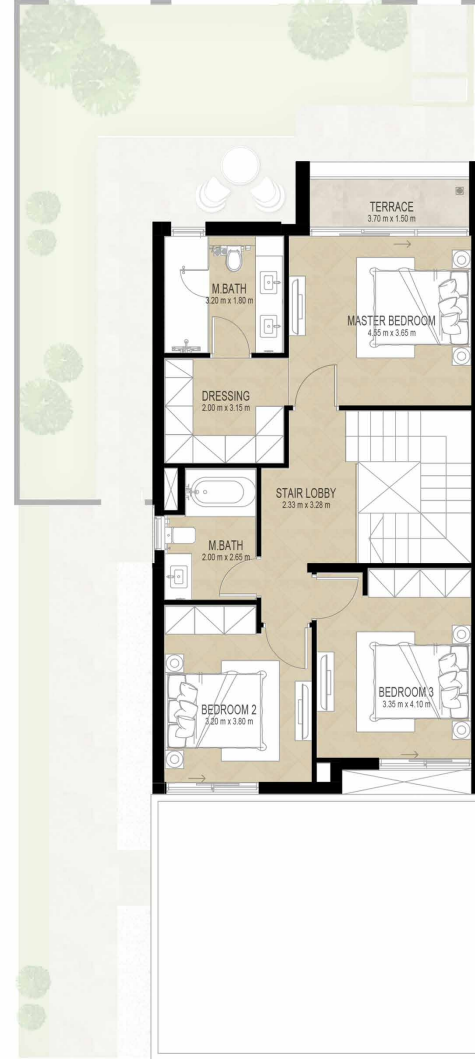 TERRACE
3.70 m x 1.50 m
M.BATH
3.20 m x 1.80 m
MASTER BEDROOM
4.55 m x 3.65 m
DRESSING
2.00 m x 3.15 m
STAIR LOBBY
2.33 m x 3.28 m
M.BATH
2.00 m x 2.65 m
BEDROOM 2
3.20 m x 3.80 m
BEDROOM 3
3.35 m x 4.10 m